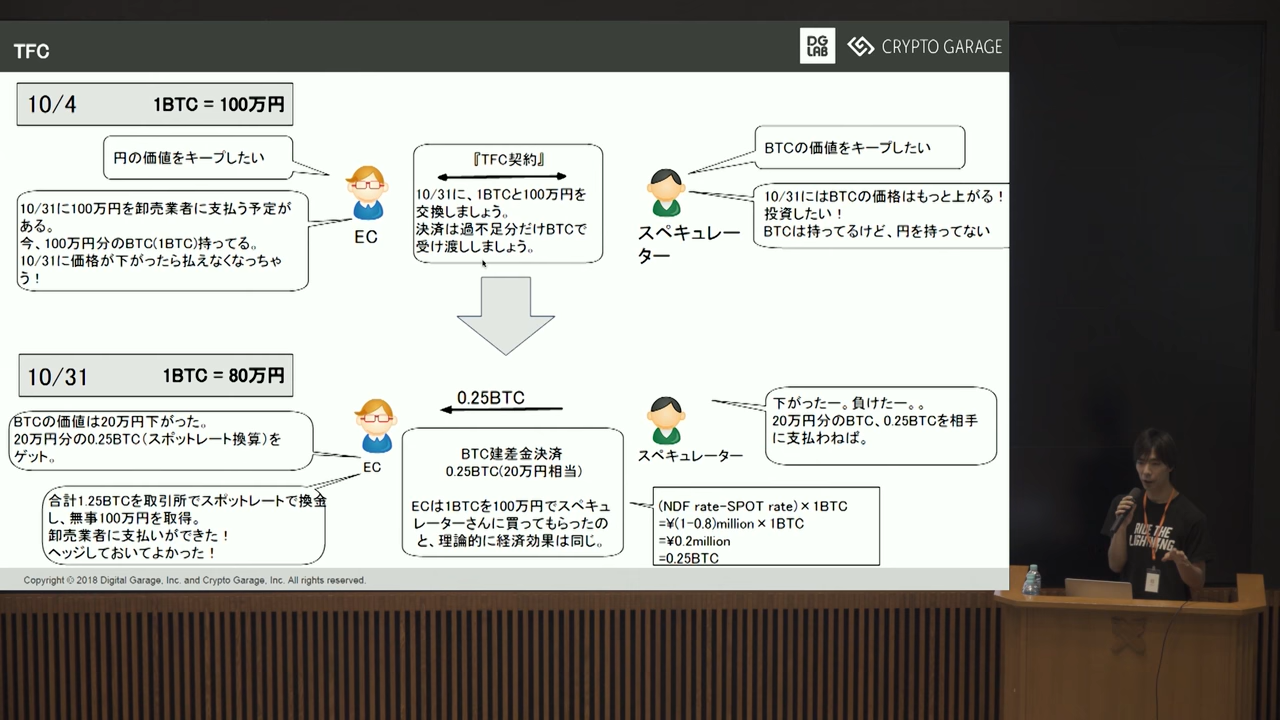 TFC
DG
LAB
CRYPTO GARAGE
10/4 1BTC = 100万円
円の価値をキープしたい
10/31に100万円を卸売業者に支払う予定が
ある。
今、100万円分のBTC(1BTC)持ってる。
10/31に価格が下がったら払えなくなっちゃ
う！
EC
『TFC契約』
10/31に、1BTCと100万円を
交換しましょう。
決済は過不足分だけBTCで
受け渡ししましょう。
BTCの価値をキープしたい
10/31にはBTCの価格はもっと上がる！
投資したい！
BTCは持ってるけど、円を持ってない
スペキュレー
ター
10/31 1BTC = 80万円
BTCの価値は20万円下がった。
20万円分の0.25BTC（スポットレート換算）を
ゲット。
合計1.25BTCを取引所でスポットレートで換金
し、無事100万円を取得。
卸売業者に支払いができた！
ヘッジしておいてよかった！
EC
0.25BTC
BTC建差金決済
0.25BTC(20万円相当)
ECは1BTCを100万円でスペキュ
レーターさんに買ってもらったの
と、理論的に経済効果は同じ。
スペキュレーター
下がったー。負けたー。。
20万円分のBTC、0.25BTCを相手
に支払わねば。
(NDF rate-SPOT rate)×1BTC
=¥(1-0.8)million×1BTC
=¥0.2million
=0.25BTC
Copyright © 2018 Digital Garage, Inc. and Crypto Garage, Inc. All rights reserved.
RIDE THE
LIGHTNING